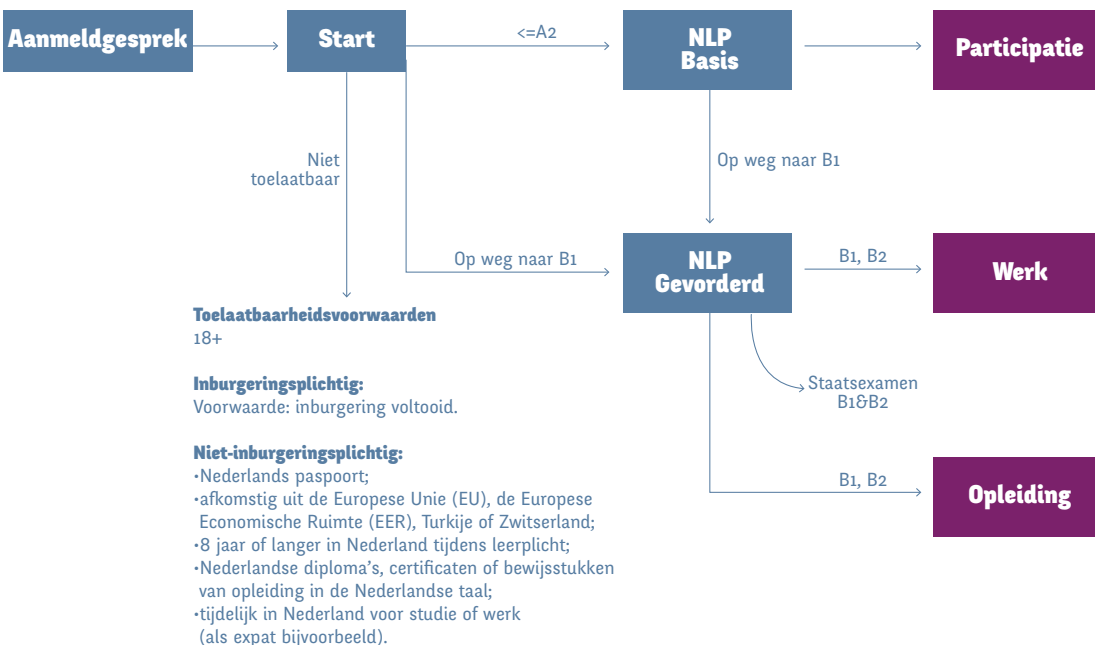 Aanmeldgesprek
Start
<=A2
NLP
Basis
Participatie
Niet
toelaatbaar
Op weg naar B1
Op weg naar B1
NLP
Gevorderd
B1, B2
Werk
Toelaatbaarheidsvoorwaarden
18+
Inburgeringsplichtig:
Voorwaarde: inburgering voltooid.
Staatsexamen
B1&B2
Niet-inburgeringsplichtig:
•Nederlands paspoort;
•afkomstig uit de Europese Unie (EU), de Europese
Economische Ruimte (EER), Turkije of Zwitserland;
•8 jaar of langer in Nederland tijdens leerplicht;
•Nederlandse diploma's, certificaten of bewijsstukken
van opleiding in de Nederlandse taal;
•tijdelijk in Nederland voor studie of werk
(als expat bijvoorbeeld).
B1, B2
Opleiding